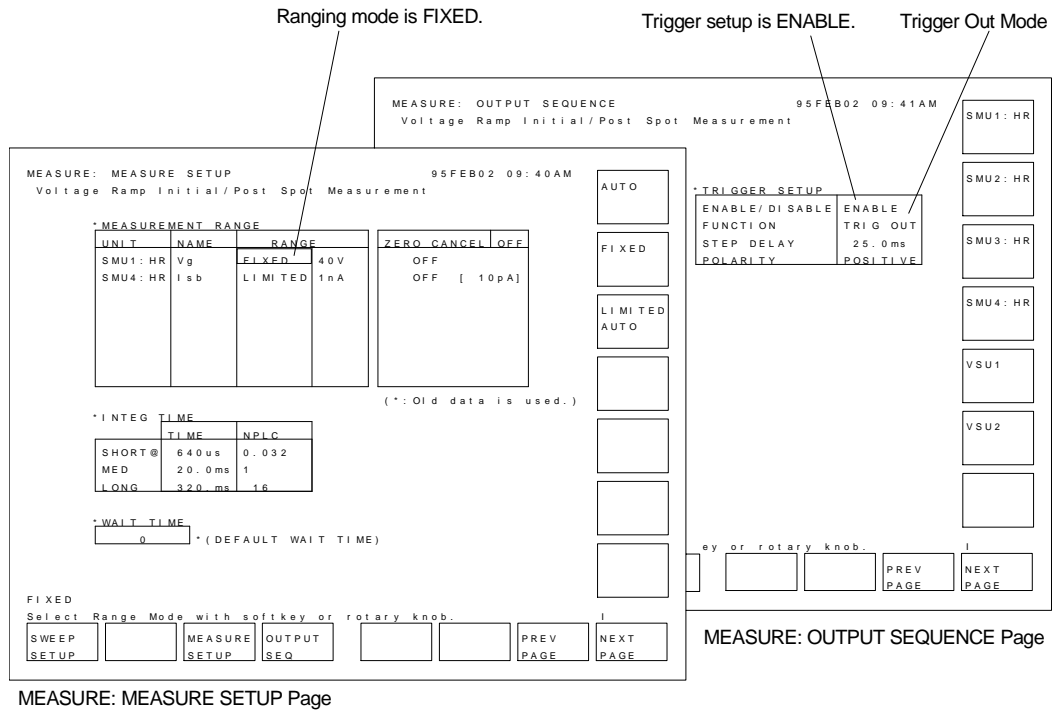 Ranging mode is FIXED.
Trigger setup is ENABLE.
Trigger Out Mode
MEASURE: OUTPUT SEQUENCE 95FEB02 09:41AM
Voltage Ramp Initial/Post Spot Measurement
SMU1:HR
SMU2:HR
SMU3:HR
SMU4:HR
VSU1
VSU2
*TRIGGER SETUP
ENABLE/DISABLE ENABLE
FUNCTION TRIG OUT
STEP DELAY 25.0ms
POLARITY POSITIVE
ey or rotary knob. I
PREV PAGE
NEXT PAGE
MEASURE: OUTPUT SEQUENCE Page
MEASURE: MEASURE SETUP 95FEB02 09:40AM
Voltage Ramp Initial/Post Spot Measurement
AUTO
FIXED
LIMITED
AUTO
*MEASUREMENT RANGE
UNIT NAME RANGE ZERO CANCEL OFF
SMU1:HR Vg FIXED 40V OFF
SMU4:HR Isb LIMITED 1nA OFF [ 10pA]
(*:Old data is used.)
*INTEG TIME
TIME NPLC
SHORT@ 640us 0.032
MED 20.0ms 1
LONG 320.ms 16
*WAIT TIME
0 *(DEFAULT WAIT TIME)
FIXED
Select Range Mode with softkey or rotary knob. I
SWEEP MEASURE OUTPUT PREV NEXT
SETUP SETUP SEQ PAGE PAGE
MEASURE: MEASURE SETUP Page